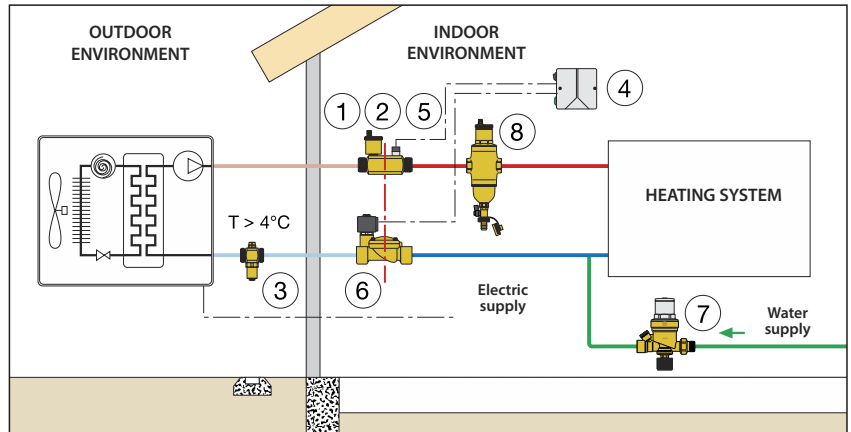 OUTDOOR
ENVIRONMENT
INDOOR
ENVIRONMENT
1
2
5
4
8
HEATING SYSTEM
T > 4°C
3
6
Electric
supply
7
Water
supply